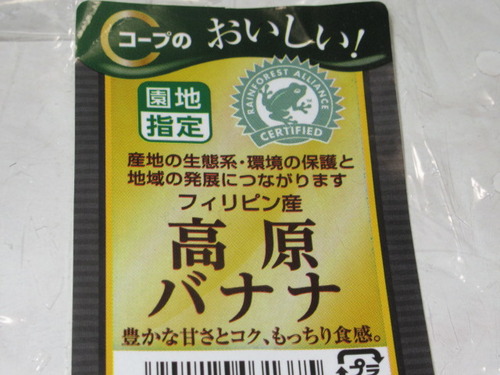 コープの おいしい!
園地
指定
RAINFOREST ALLIANCE
CERTIFIED
産地の生態系・環境の保護と
地域の発展につながります
フィリピン産
高原
バナナ
豊かな甘さとコク、もっちり食感。
プラ